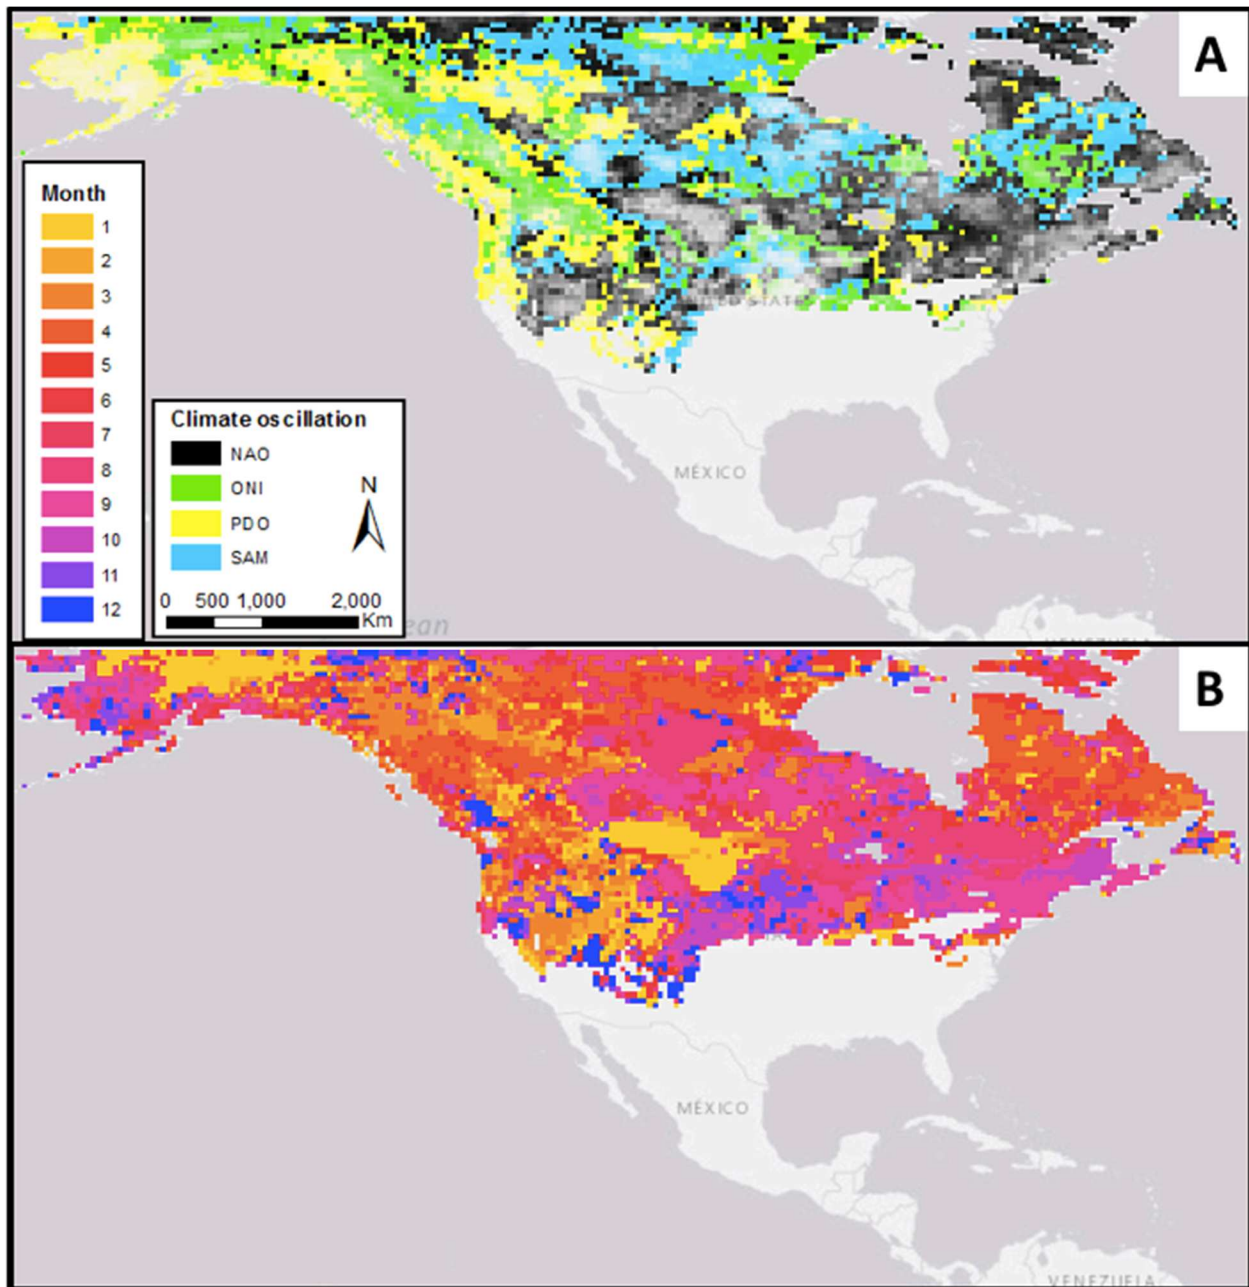 A
Month
1
2
3
4
5
6
7
8
9
10
11
12
Climate oscillation
NAO
ONI
PDO
SAM
N
0 500 1,000 2,000
Km
MÉXICO
B
MÉXICO
VENEZUELA